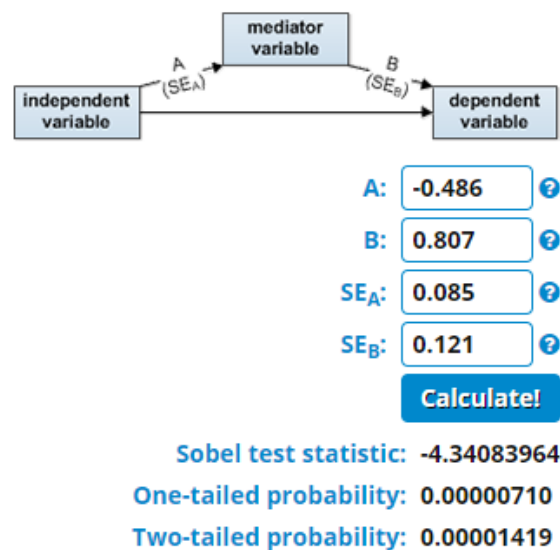 mediator
variable
A
(SEA)
B
(SEB)
independent
variable
dependent
variable
A: -0.486 ?
B: 0.807 ?
SEA: 0.085 ?
SEB: 0.121 ?
Calculate!
Sobel test statistic: -4.34083964
One-tailed probability: 0.00000710
Two-tailed probability: 0.00001419